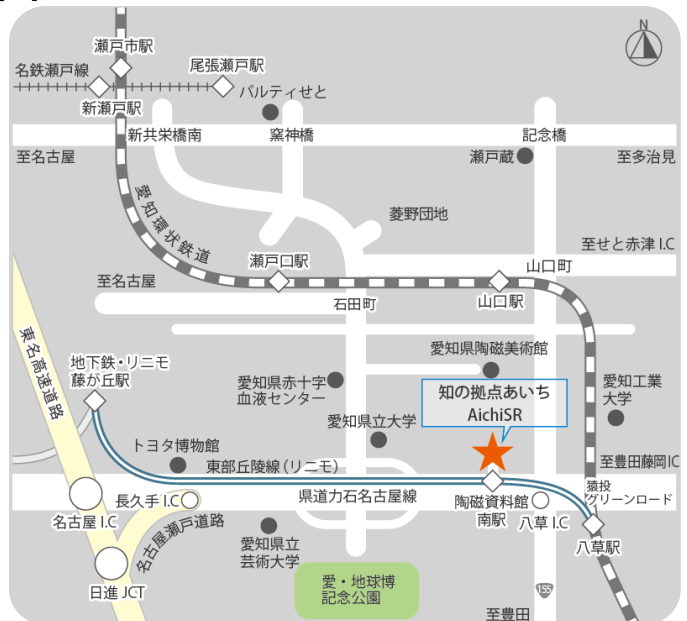 N
瀬戸市駅
名鉄瀬戸線
尾張瀬戸駅
パルティせと
新瀬戸駅
新共栄橋南
窯神橋
記念橋
至名古屋
瀬戸蔵
至多治見
愛知環状鉄道
菱野団地
至せと赤津I.C
瀬戸口駅
山口町
至名古屋
石田町
山口駅
東名高速道路
地下鉄・リニモ
藤が丘駅
愛知県陶磁美術館
愛知県赤十字
血液センター
知の拠点あいち
AichiSR
愛知工業
大学
愛知県立大学
トヨタ博物館
東部丘陵線(リニモ)
至豊田藤岡IC
県道力石名古屋線
長久手I.C
陶磁資料館
南駅
八草I.C
猿投
グリーンロード
名古屋I.C
名古屋瀬戸道路
愛知県立
芸術大学
八草駅
日進JCT
愛・地球博
記念公園
155
至豊田